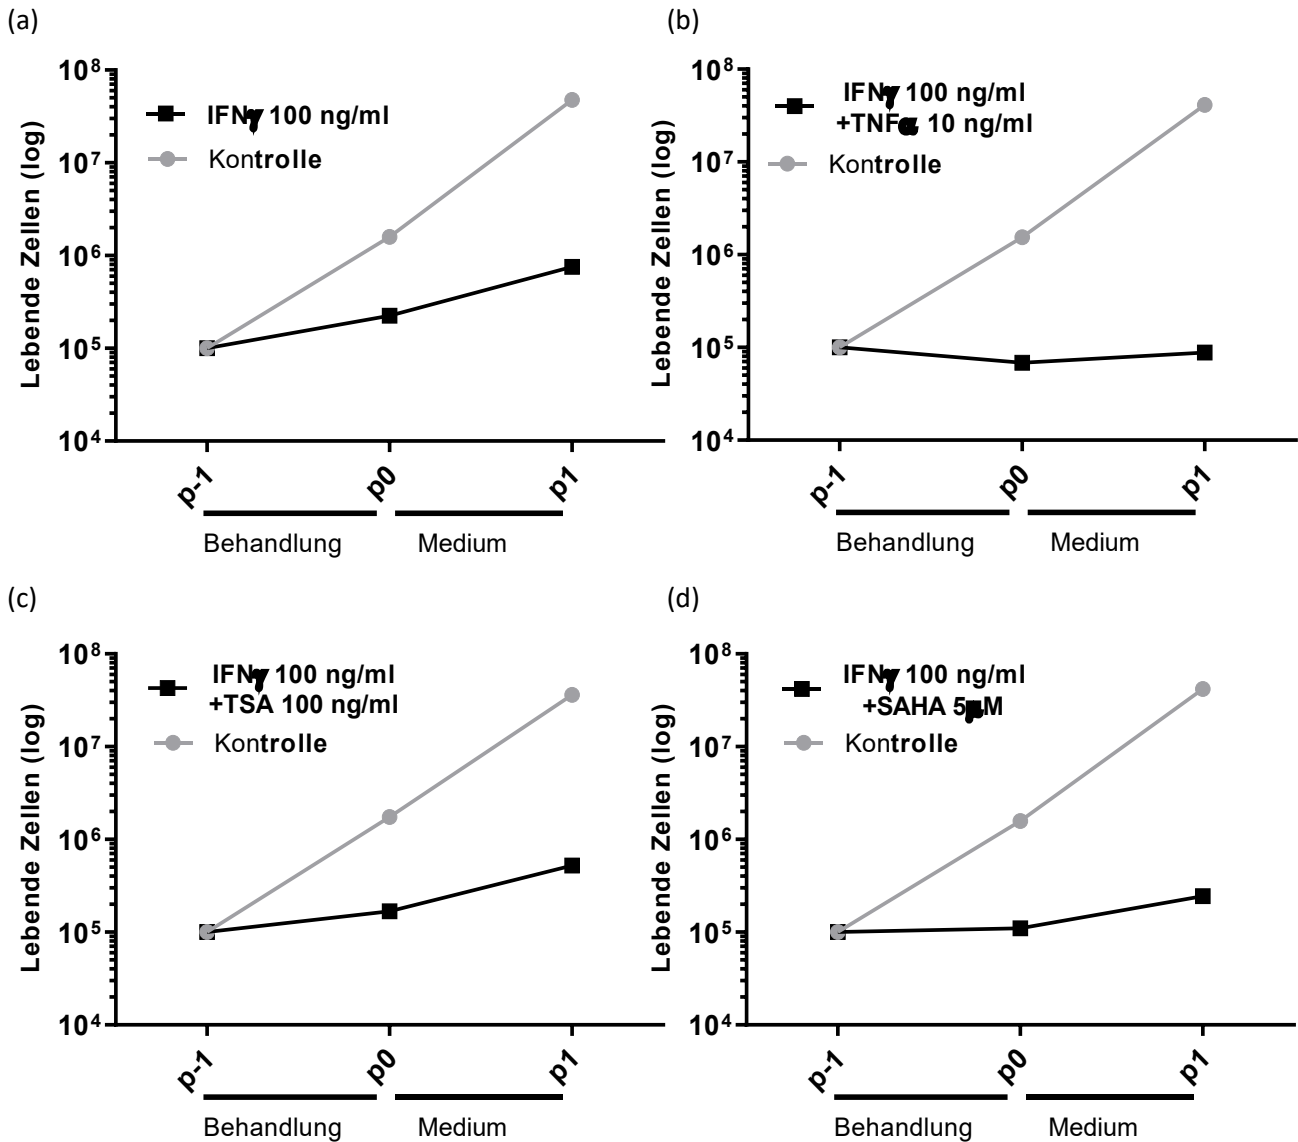 (a)
10⁸
10⁷
10⁶
10⁵
10⁴
Lebende Zellen (log)
IFNγ 100 ng/ml
Kontrolle
p-1
p0
p1
Behandlung
Medium
(b)
10⁸
10⁷
10⁶
10⁵
10⁴
Lebende Zellen (log)
IFNγ 100 ng/ml
+TNFα 10 ng/ml
Kontrolle
p-1
p0
p1
Behandlung
Medium
(c)
10⁸
10⁷
10⁶
10⁵
10⁴
Lebende Zellen (log)
IFNγ 100 ng/ml
+TSA 100 ng/ml
Kontrolle
p-1
p0
p1
Behandlung
Medium
(d)
10⁸
10⁷
10⁶
10⁵
10⁴
Lebende Zellen (log)
IFNγ 100 ng/ml
+SAHA 5μM
Kontrolle
p-1
p0
p1
Behandlung
Medium